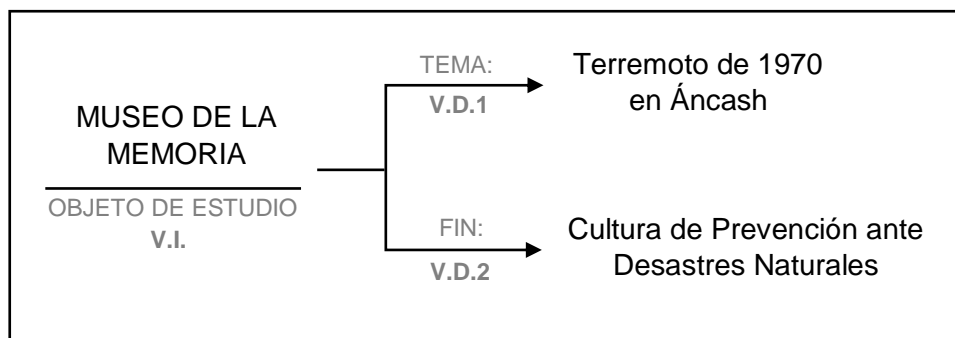 MUSEO DE LA
MEMORIA
OBJETO DE ESTUDIO
V.I.
TEMA:
V.D.1
Terremoto de 1970
en Áncash
FIN:
V.D.2
Cultura de Prevención ante
Desastres Naturales